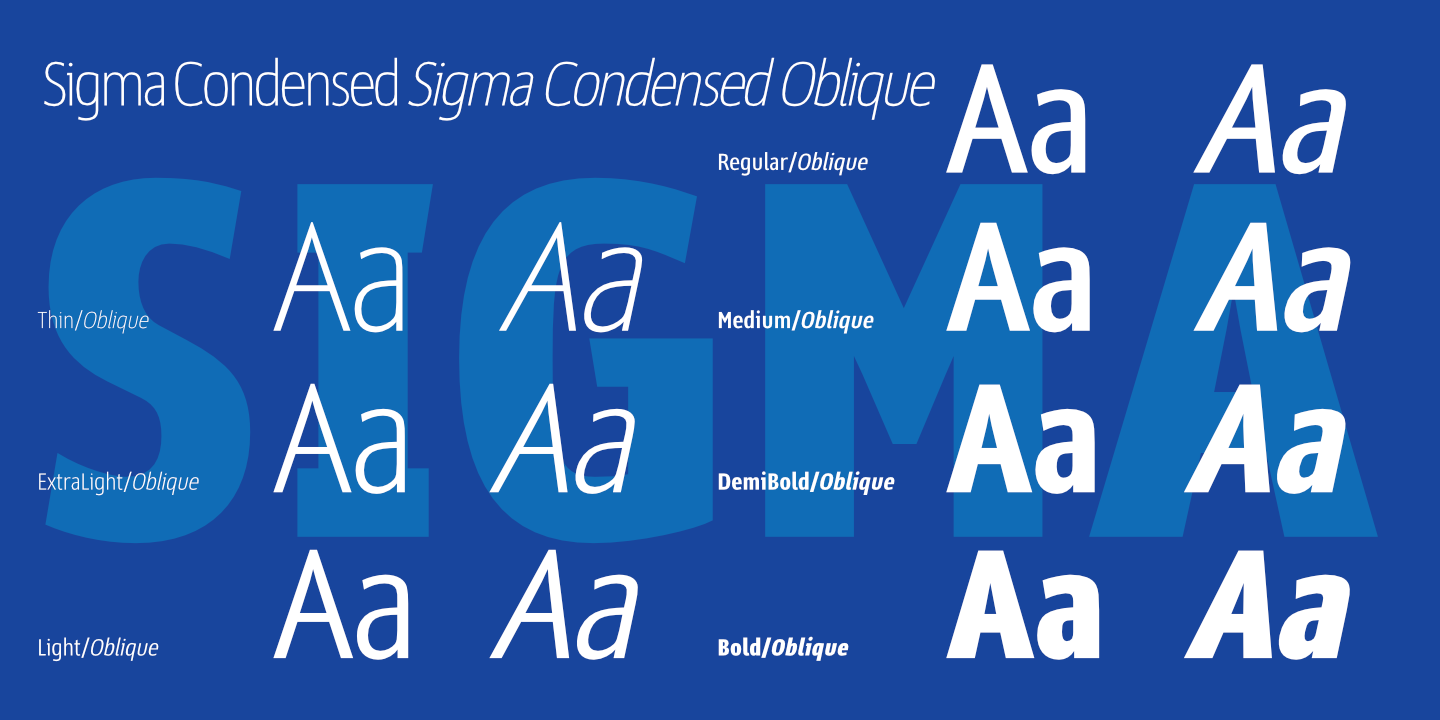 Sigma Condensed Sigma Condensed Oblique
SIGMA
Thin/Oblique Aa Aa
ExtraLight/Oblique Aa Aa
Light/Oblique Aa Aa
Regular/Oblique Aa Aa
Medium/Oblique Aa Aa
DemiBold/Oblique Aa Aa
Bold/Oblique Aa Aa